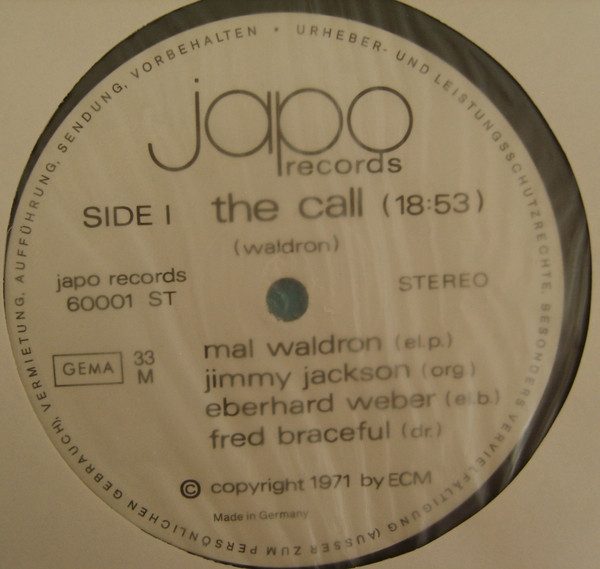 URHEBER- UND LEISTUNGSSCHUTZRECHTE, BESONDERS VERVIELFÄLTIGUNG (AUSSER ZUM PERSÖNLICHEN GEBRAUCH), VERMIETUNG, AUFFÜHRUNG, SENDUNG, VORBEHALTEN •
japo
records
SIDE I the call (18:53)
(waldron)
japo records
60001 ST
STEREO
GEMA
33
M
mal waldron (el.p.)
jimmy jackson (org.)
eberhard weber (el.b.)
fred braceful (dr.)
© copyright 1971 by ECM
Made in Germany